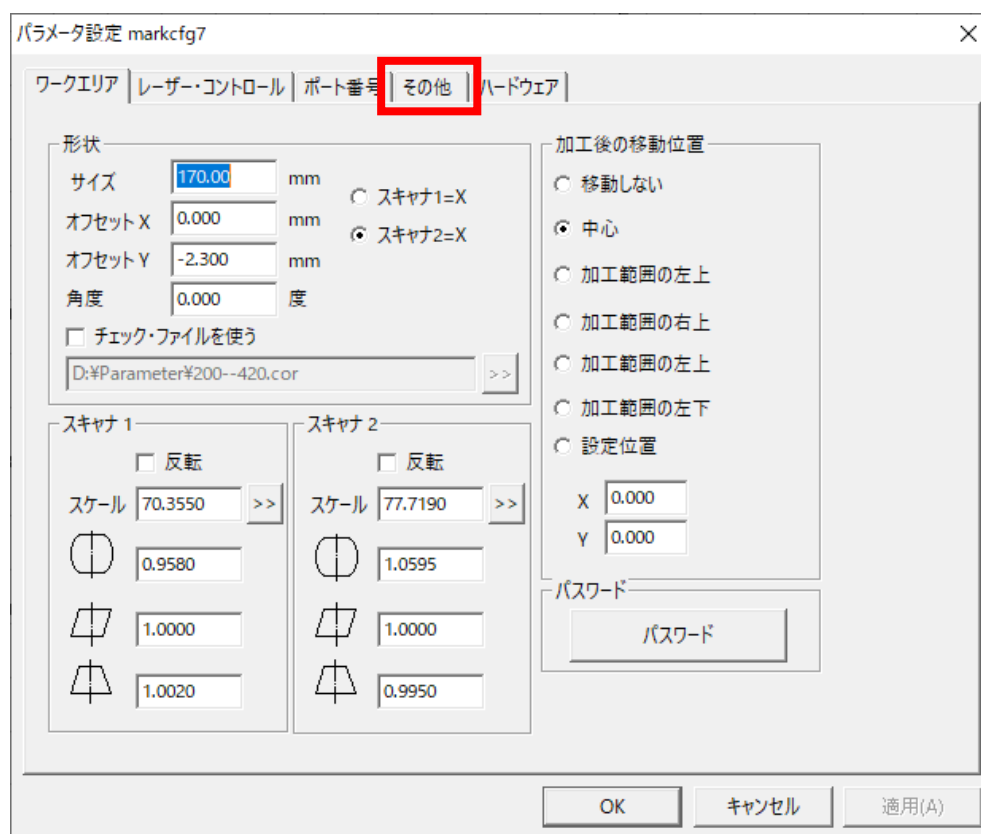 パラメータ設定 markcfg7
ワークエリア レーザー・コントロール ポート番号 その他 ハードウェア
形状
サイズ 170.00 mm
オフセット X 0.000 mm
オフセット Y -2.300 mm
角度 0.000 度
スキャナ1=X
スキャナ2=X
チェック・ファイルを使う
D:¥Parameter¥200--420.cor >>
スキャナ 1
反転
スケール 70.3550 >>
0.9580
1.0000
1.0020
スキャナ 2
反転
スケール 77.7190 >>
1.0595
1.0000
0.9950
加工後の移動位置
移動しない
中心
加工範囲の左上
加工範囲の右上
加工範囲の左上
加工範囲の左下
設定位置
X 0.000
Y 0.000
パスワード
パスワード
OK キャンセル 適用(A)